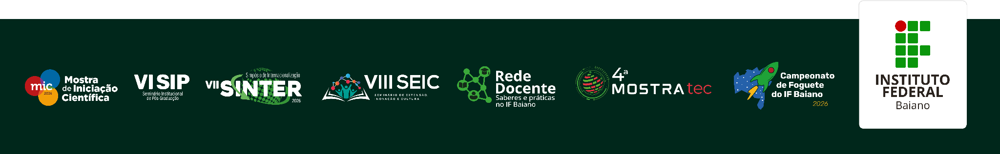 mic
2026
Mostra
de Iniciação
Científica
VI SIP
Seminário Institucional
de Pós-Graduação
VII SINTER
Simpósio de Internacionalização
2026
VIII SEIC
SEMINÁRIO DE EXTENSÃO,
INOVAÇÃO E CULTURA
Rede
Docente
Saberes e práticas
no IF Baiano
4ª
MOSTRAtec
Campeonato
de Foguete
do IF Baiano
2026
INSTITUTO
FEDERAL
Baiano